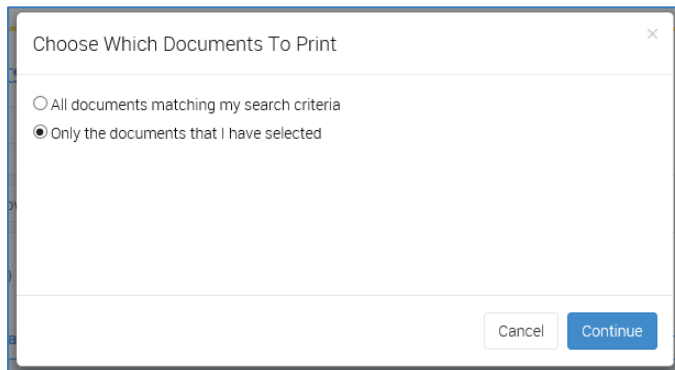 Choose Which Documents To Print
×
All documents matching my search criteria
Only the documents that I have selected
Cancel
Continue